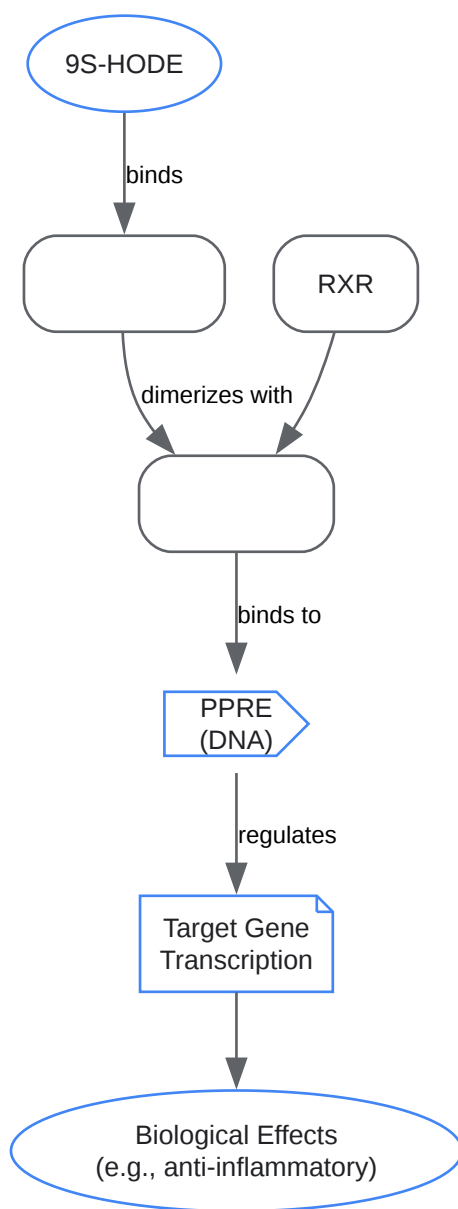 9S-HODE
binds
RXR
dimerizes with
binds to
PPRE
(DNA)
regulates
Target Gene
Transcription
Biological Effects
(e.g., anti-inflammatory)